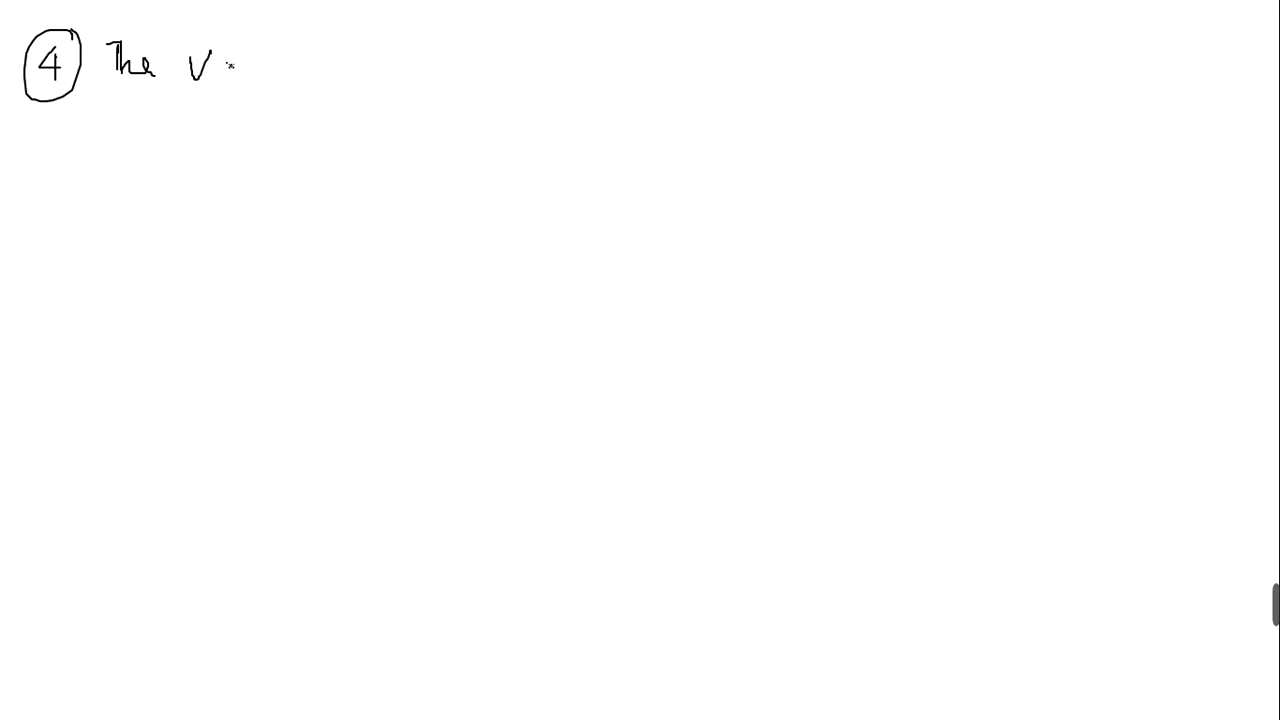 ④ The V